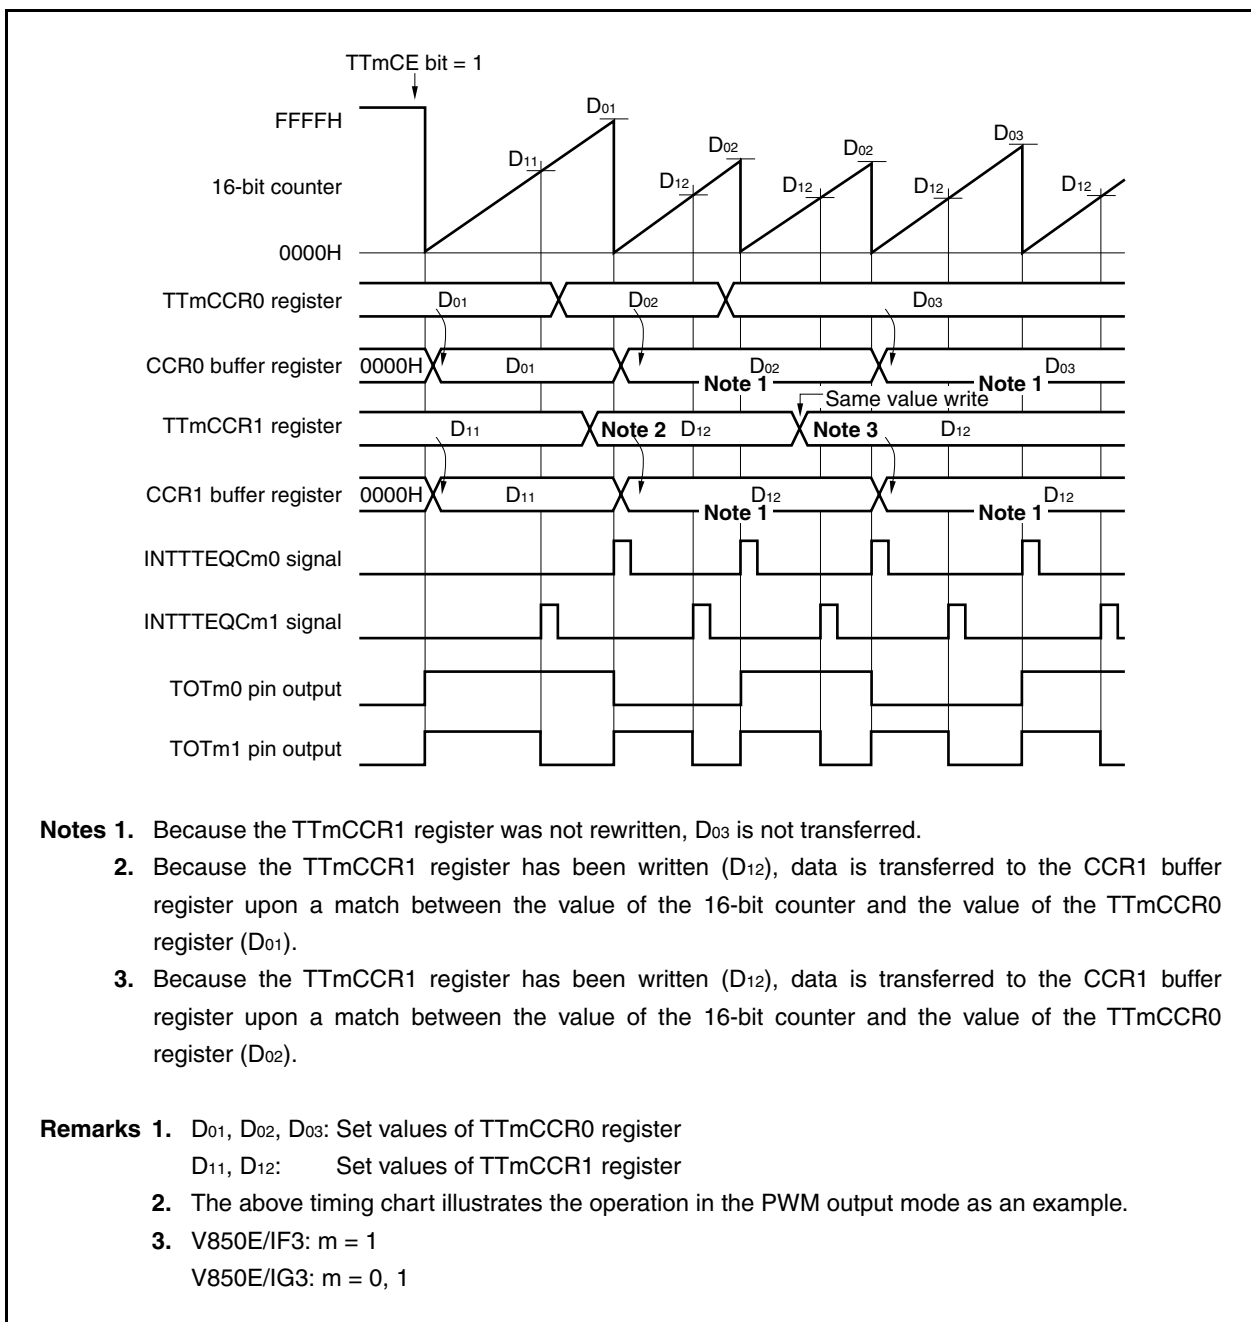 TTmCE bit = 1
FFFFH
D01
D11
D02
D02
D03
16-bit counter
D12
D12
D12
D12
0000H
TTmCCR0 register
D01
D02
D03
CCR0 buffer register
0000H
D01
D02
D03
Note 1
Note 1
Same value write
TTmCCR1 register
D11
Note 2
D12
Note 3
D12
CCR1 buffer register
0000H
D11
D12
D12
Note 1
Note 1
INTTTEQCm0 signal
INTTTEQCm1 signal
TOTm0 pin output
TOTm1 pin output
Notes 1. Because the TTmCCR1 register was not rewritten, D03 is not transferred.
2. Because the TTmCCR1 register has been written (D12), data is transferred to the CCR1 buffer
register upon a match between the value of the 16-bit counter and the value of the TTmCCR0
register (D01).
3. Because the TTmCCR1 register has been written (D12), data is transferred to the CCR1 buffer
register upon a match between the value of the 16-bit counter and the value of the TTmCCR0
register (D02).
Remarks 1. D01, D02, D03: Set values of TTmCCR0 register
D11, D12: Set values of TTmCCR1 register
2. The above timing chart illustrates the operation in the PWM output mode as an example.
3. V850E/IF3: m = 1
V850E/IG3: m = 0, 1